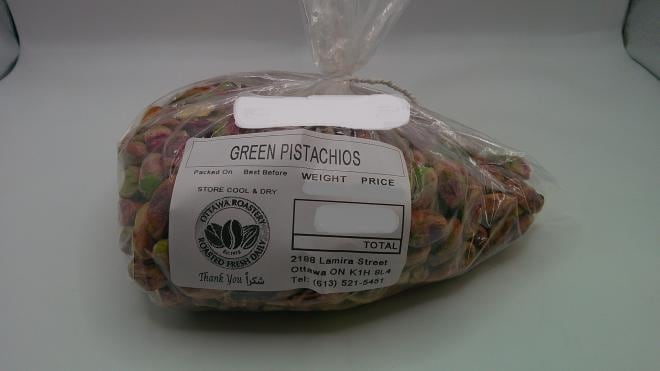 GREEN PISTACHIOS
Packed On Best Before WEIGHT PRICE
STORE COOL & DRY
OTTAWA ROASTERY
ROASTED FRESH DAILY
TOTAL
2188 Lamira Street
Ottawa ON K1H 8L4
Tel: (613) 521-5451
Thank You شكراً